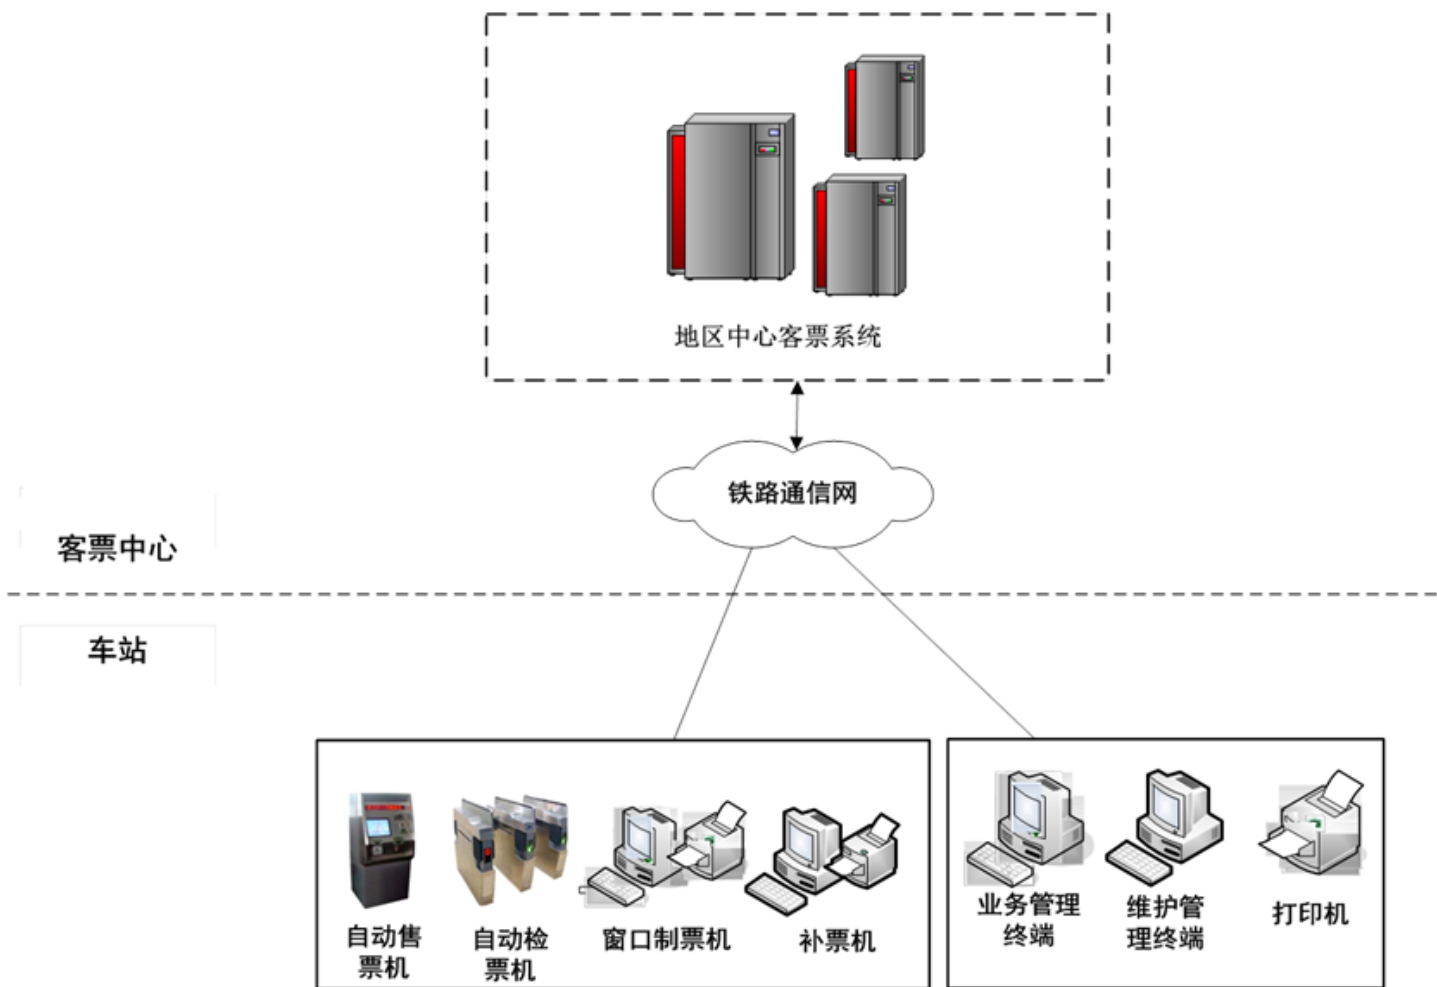 地区中心客票系统
铁路通信网
客票中心
车站
自动售
票机
自动检
票机
窗口制票机
补票机
业务管理
终端
维护管
理终端
打印机